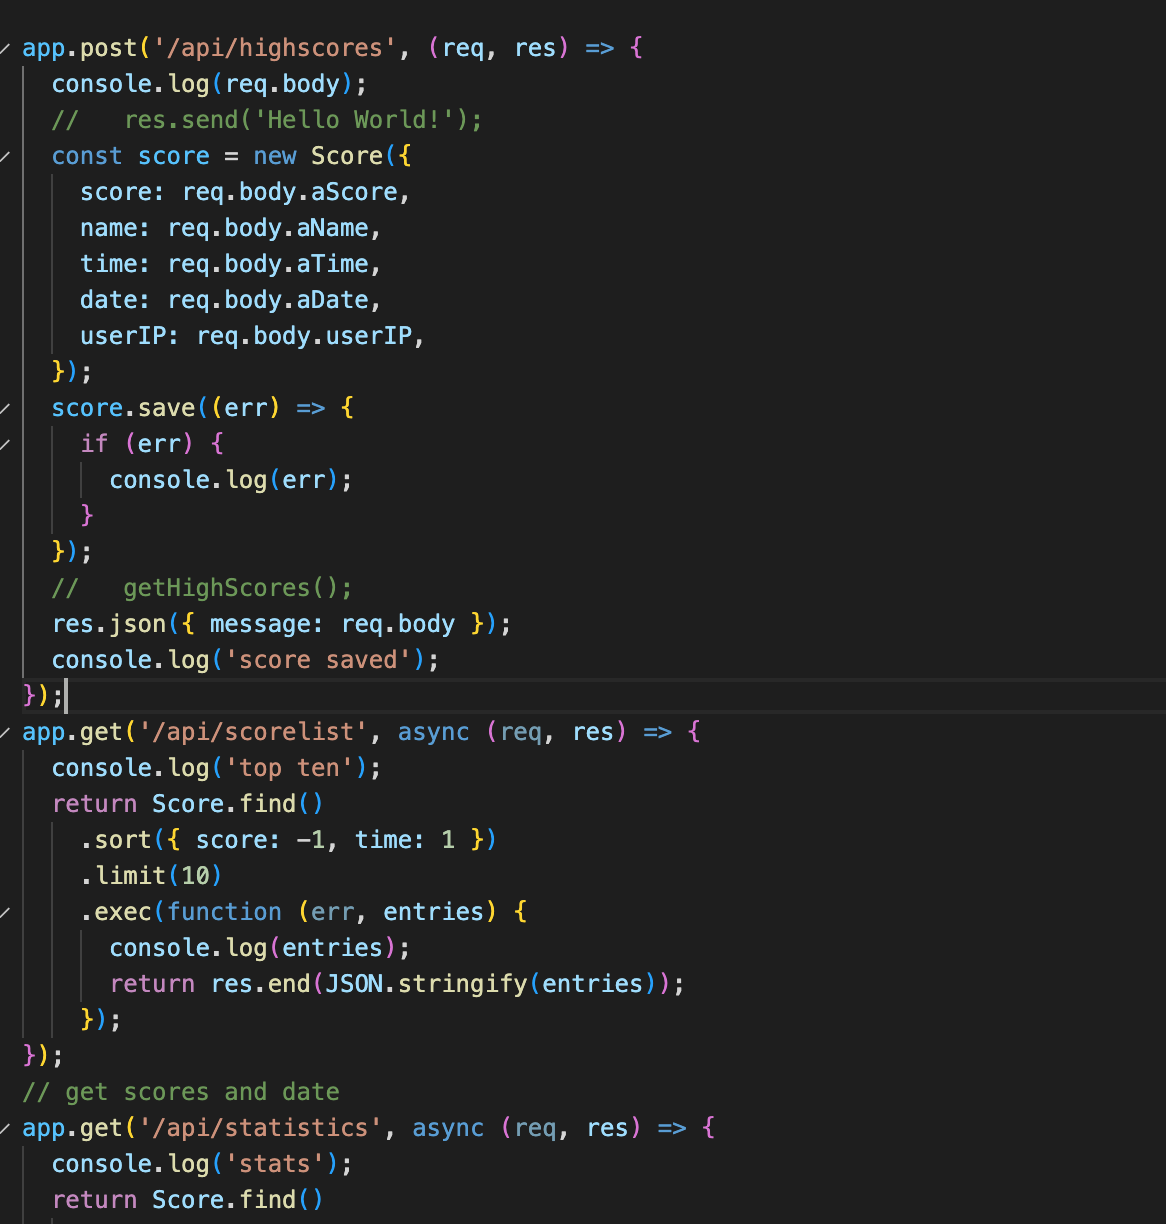 app.post('/api/highscores', (req, res) => {
  console.log(req.body);
  //   res.send('Hello World!');
  const score = new Score({
    score: req.body.aScore,
    name: req.body.aName,
    time: req.body.aTime,
    date: req.body.aDate,
    userIP: req.body.userIP,
  });
  score.save((err) => {
    if (err) {
      console.log(err);
    }
  });
  //   getHighScores();
  res.json({ message: req.body });
  console.log('score saved');
});
app.get('/api/scorelist', async (req, res) => {
  console.log('top ten');
  return Score.find()
    .sort({ score: -1, time: 1 })
    .limit(10)
    .exec(function (err, entries) {
      console.log(entries);
      return res.end(JSON.stringify(entries));
    });
});
// get scores and date
app.get('/api/statistics', async (req, res) => {
  console.log('stats');
  return Score.find()